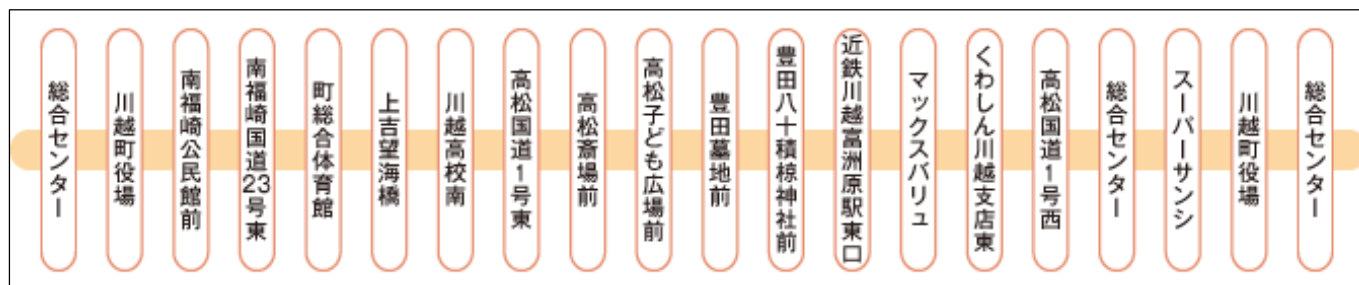 総合センター
川越町役場
南福崎公民館前
南福崎国道23号東
町総合体育館
上吉望海橋
川越高校南
高松国道1号東
高松斎場前
高松子ども広場前
豊田墓地前
豊田八十積椋神社前
近鉄川越富洲原駅東口
マックスバリュ
くわしん川越支店東
高松国道1号西
総合センター
スーパーサンシ
川越町役場
総合センター